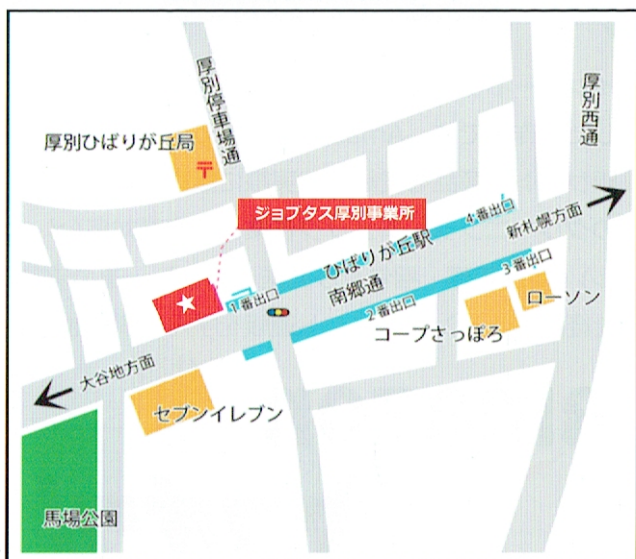 厚別停車場通
厚別西通
厚別ひばりが丘局
〒
ジョブタス厚別事業所
4番出口
新札幌方面
ひばりが丘駅
1番出口
南郷通
3番出口
2番出口
ローソン
コープさっぽろ
大谷地方面
セブンイレブン
馬場公園